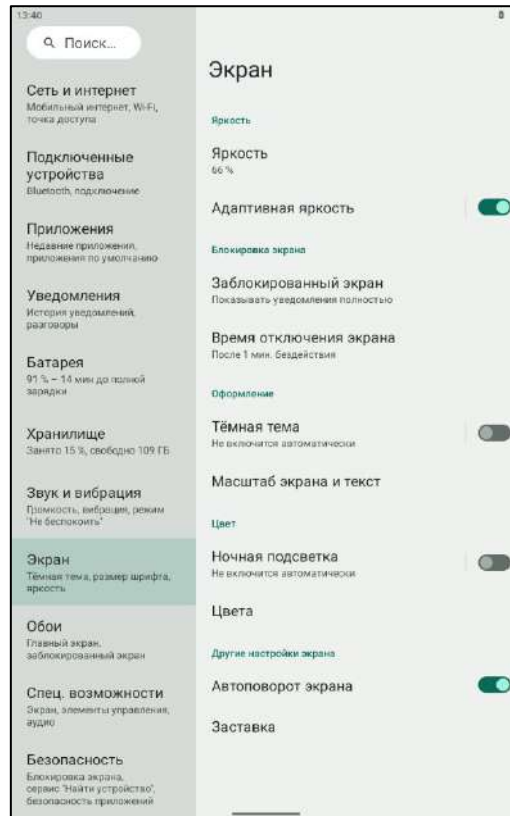 13:40
Поиск...
Сеть и интернет
Мобильный интернет, Wi-Fi,
точка доступа
Подключенные
устройства
Bluetooth, подключение
Приложения
Недавние приложения,
приложения по умолчанию
Уведомления
История уведомлений,
разговоры
Батарея
91 % – 14 мин до полной
зарядки
Хранилище
Занято 15 %, свободно 109 ГБ
Звук и вибрация
Громкость, вибрация, режим
"Не беспокоить"
Экран
Тёмная тема, размер шрифта,
яркость
Обои
Главный экран,
заблокированный экран
Спец. возможности
Экран, элементы управления,
аудио
Безопасность
Блокировка экрана,
сервис "Найти устройство",
безопасность приложений
Экран
Яркость
Яркость
66 %
Адаптивная яркость
Блокировка экрана
Заблокированный экран
Показывать уведомления полностью
Время отключения экрана
После 1 мин. бездействия
Оформление
Тёмная тема
Не включится автоматически
Масштаб экрана и текст
Цвет
Ночная подсветка
Не включится автоматически
Цвета
Другие настройки экрана
Автоповорот экрана
Заставка